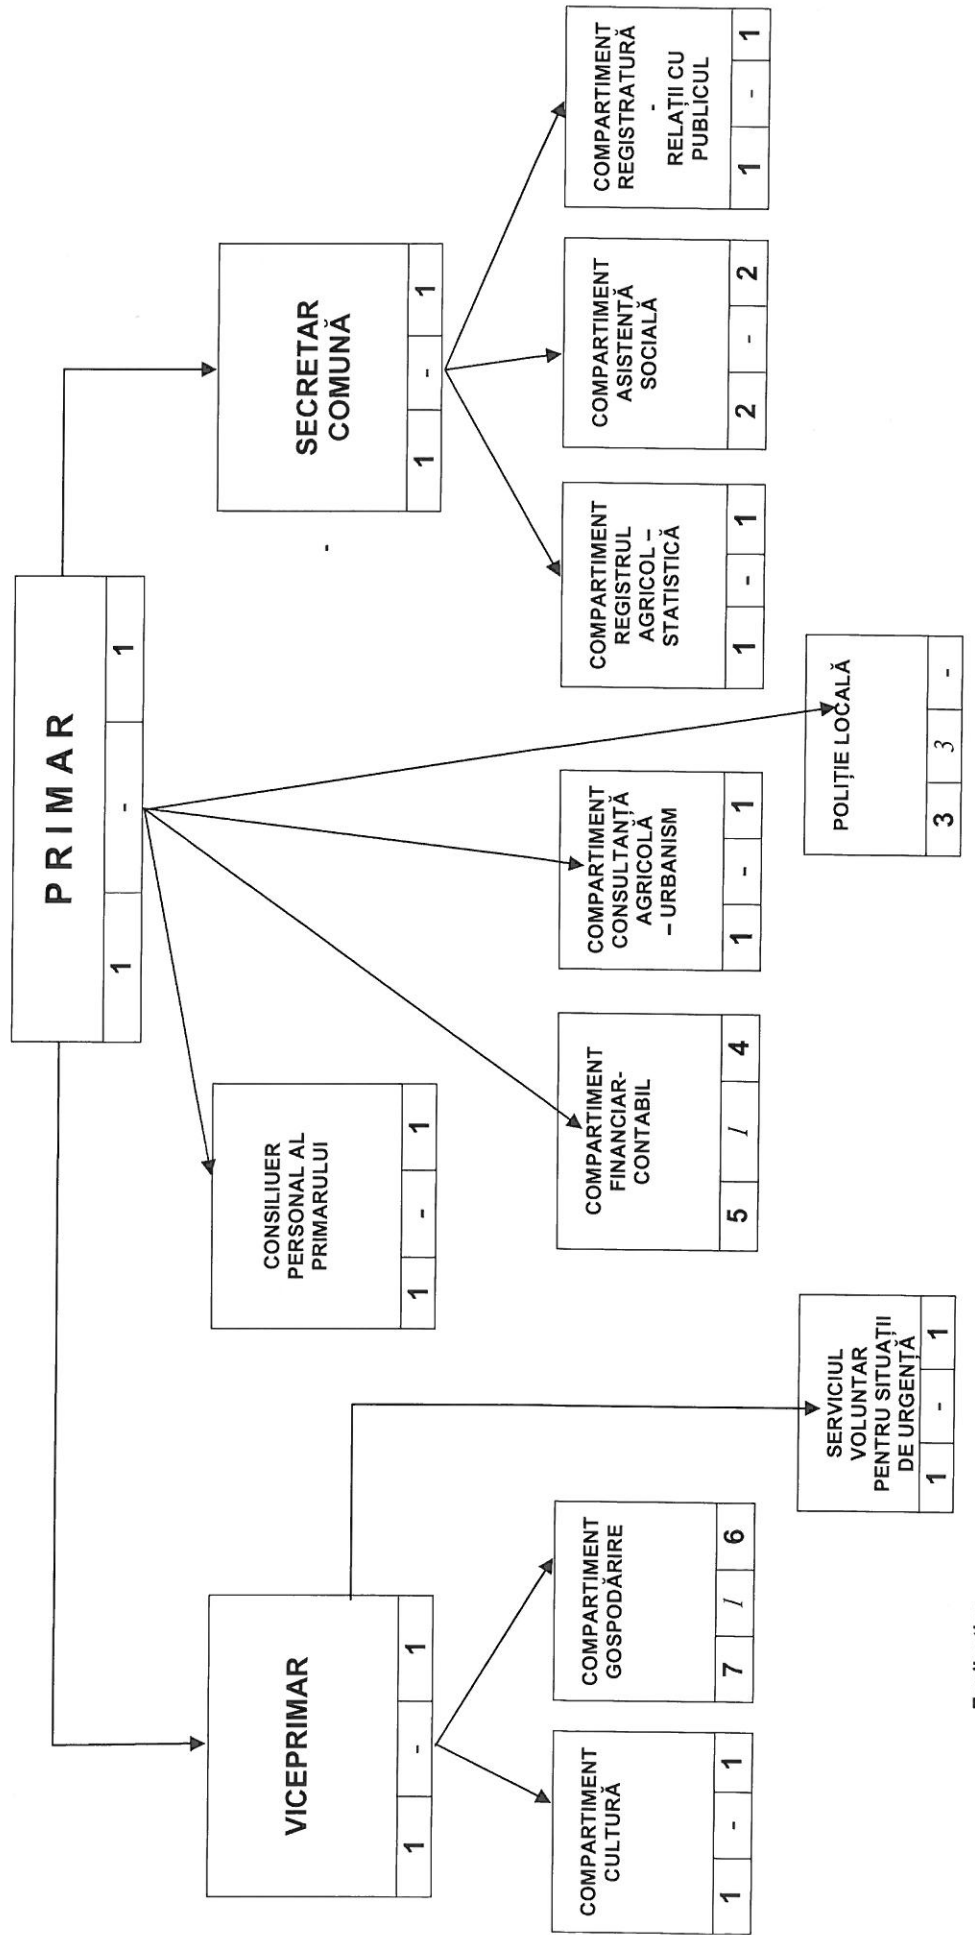 PRIMAR
1 - 1
VICEPRIMAR
1 - 1
CONSILIUER
PERSONAL AL
PRIMARULUI
1 - 1
SECRETAR
COMUNĂ
1 - 1
COMPARTIMENT
CULTURĂ
1 - 1
COMPARTIMENT
GOSPODĂRIRE
7 1 6
COMPARTIMENT
FINANCIAR-
CONTABIL
5 1 4
COMPARTIMENT
CONSULTANȚĂ
AGRICOLĂ
– URBANISM
1 - 1
COMPARTIMENT
REGISTRUL
AGRICOL –
STATISTICĂ
1 - 1
COMPARTIMENT
ASISTENȚĂ
SOCIALĂ
2 - 2
COMPARTIMENT
REGISTRATURĂ
-
RELAȚII CU
PUBLICUL
1 - 1
SERVICIUL
VOLUNTAR
PENTRU SITUAȚII
DE URGENȚĂ
1 - 1
POLIȚIE LOCALĂ
3 3 -